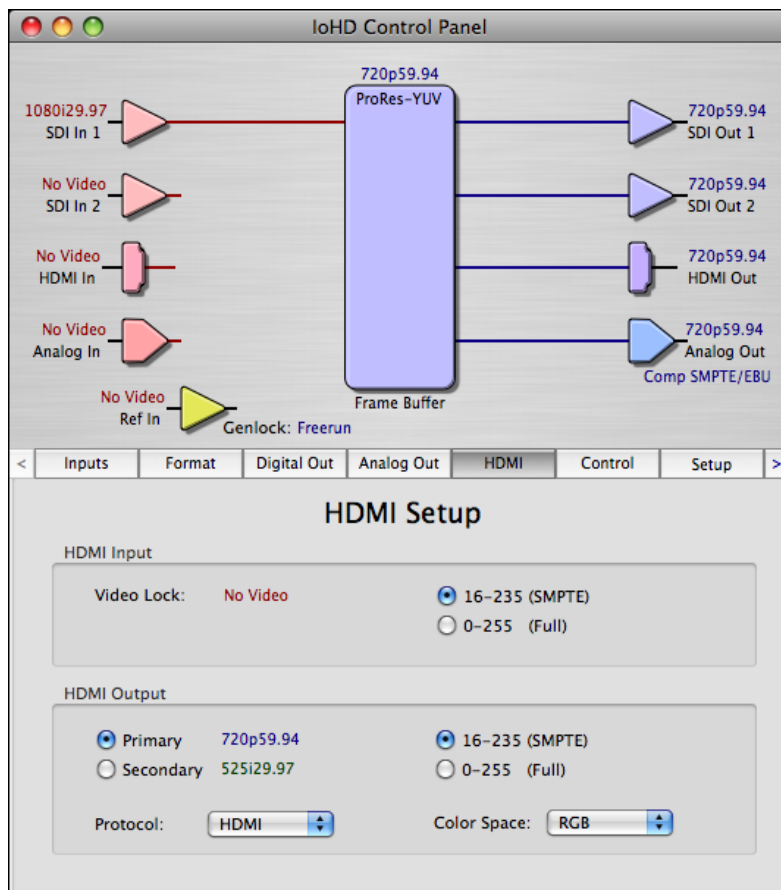 IoHD Control Panel
720p59.94
ProRes-YUV
1080i29.97
SDI In 1
720p59.94
SDI Out 1
No Video
SDI In 2
720p59.94
SDI Out 2
No Video
HDMI In
720p59.94
HDMI Out
No Video
Analog In
720p59.94
Analog Out
Comp SMPTE/EBU
No Video
Ref In
Genlock: Freerun
Frame Buffer
< Inputs Format Digital Out Analog Out HDMI Control Setup >
HDMI Setup
HDMI Input
Video Lock: No Video 16-235 (SMPTE)
0-255 (Full)
HDMI Output
Primary 720p59.94 16-235 (SMPTE)
Secondary 525i29.97 0-255 (Full)
Protocol: HDMI Color Space: RGB